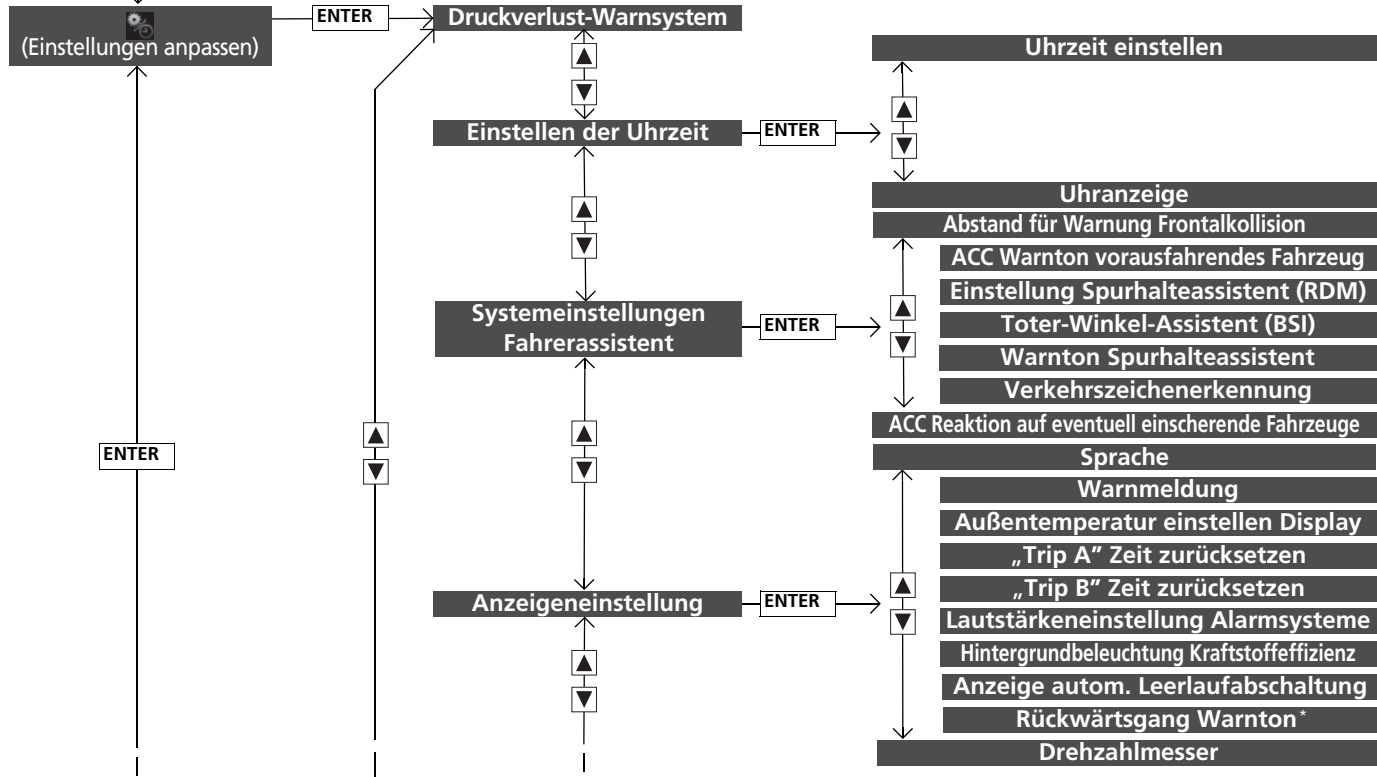 (Einstellungen anpassen)
ENTER
Druckverlust-Warnsystem
Einstellen der Uhrzeit
ENTER
Uhrzeit einstellen
Uhranzeige
Systemeinstellungen
Fahrerassistent
ENTER
Abstand für Warnung Frontalkollision
ACC Warnton vorausfahrendes Fahrzeug
Einstellung Spurhalteassistent (RDM)
Toter-Winkel-Assistent (BSI)
Warnton Spurhalteassistent
Verkehrszeichenerkennung
ACC Reaktion auf eventuell einscherende Fahrzeuge
ENTER
Anzeigeneinstellung
ENTER
Sprache
Warnmeldung
Außentemperatur einstellen Display
„Trip A” Zeit zurücksetzen
„Trip B” Zeit zurücksetzen
Lautstärkeneinstellung Alarmsysteme
Hintergrundbeleuchtung Kraftstoffeffizienz
Anzeige autom. Leerlaufabschaltung
Rückwärtsgang Warnton*
Drehzahlmesser